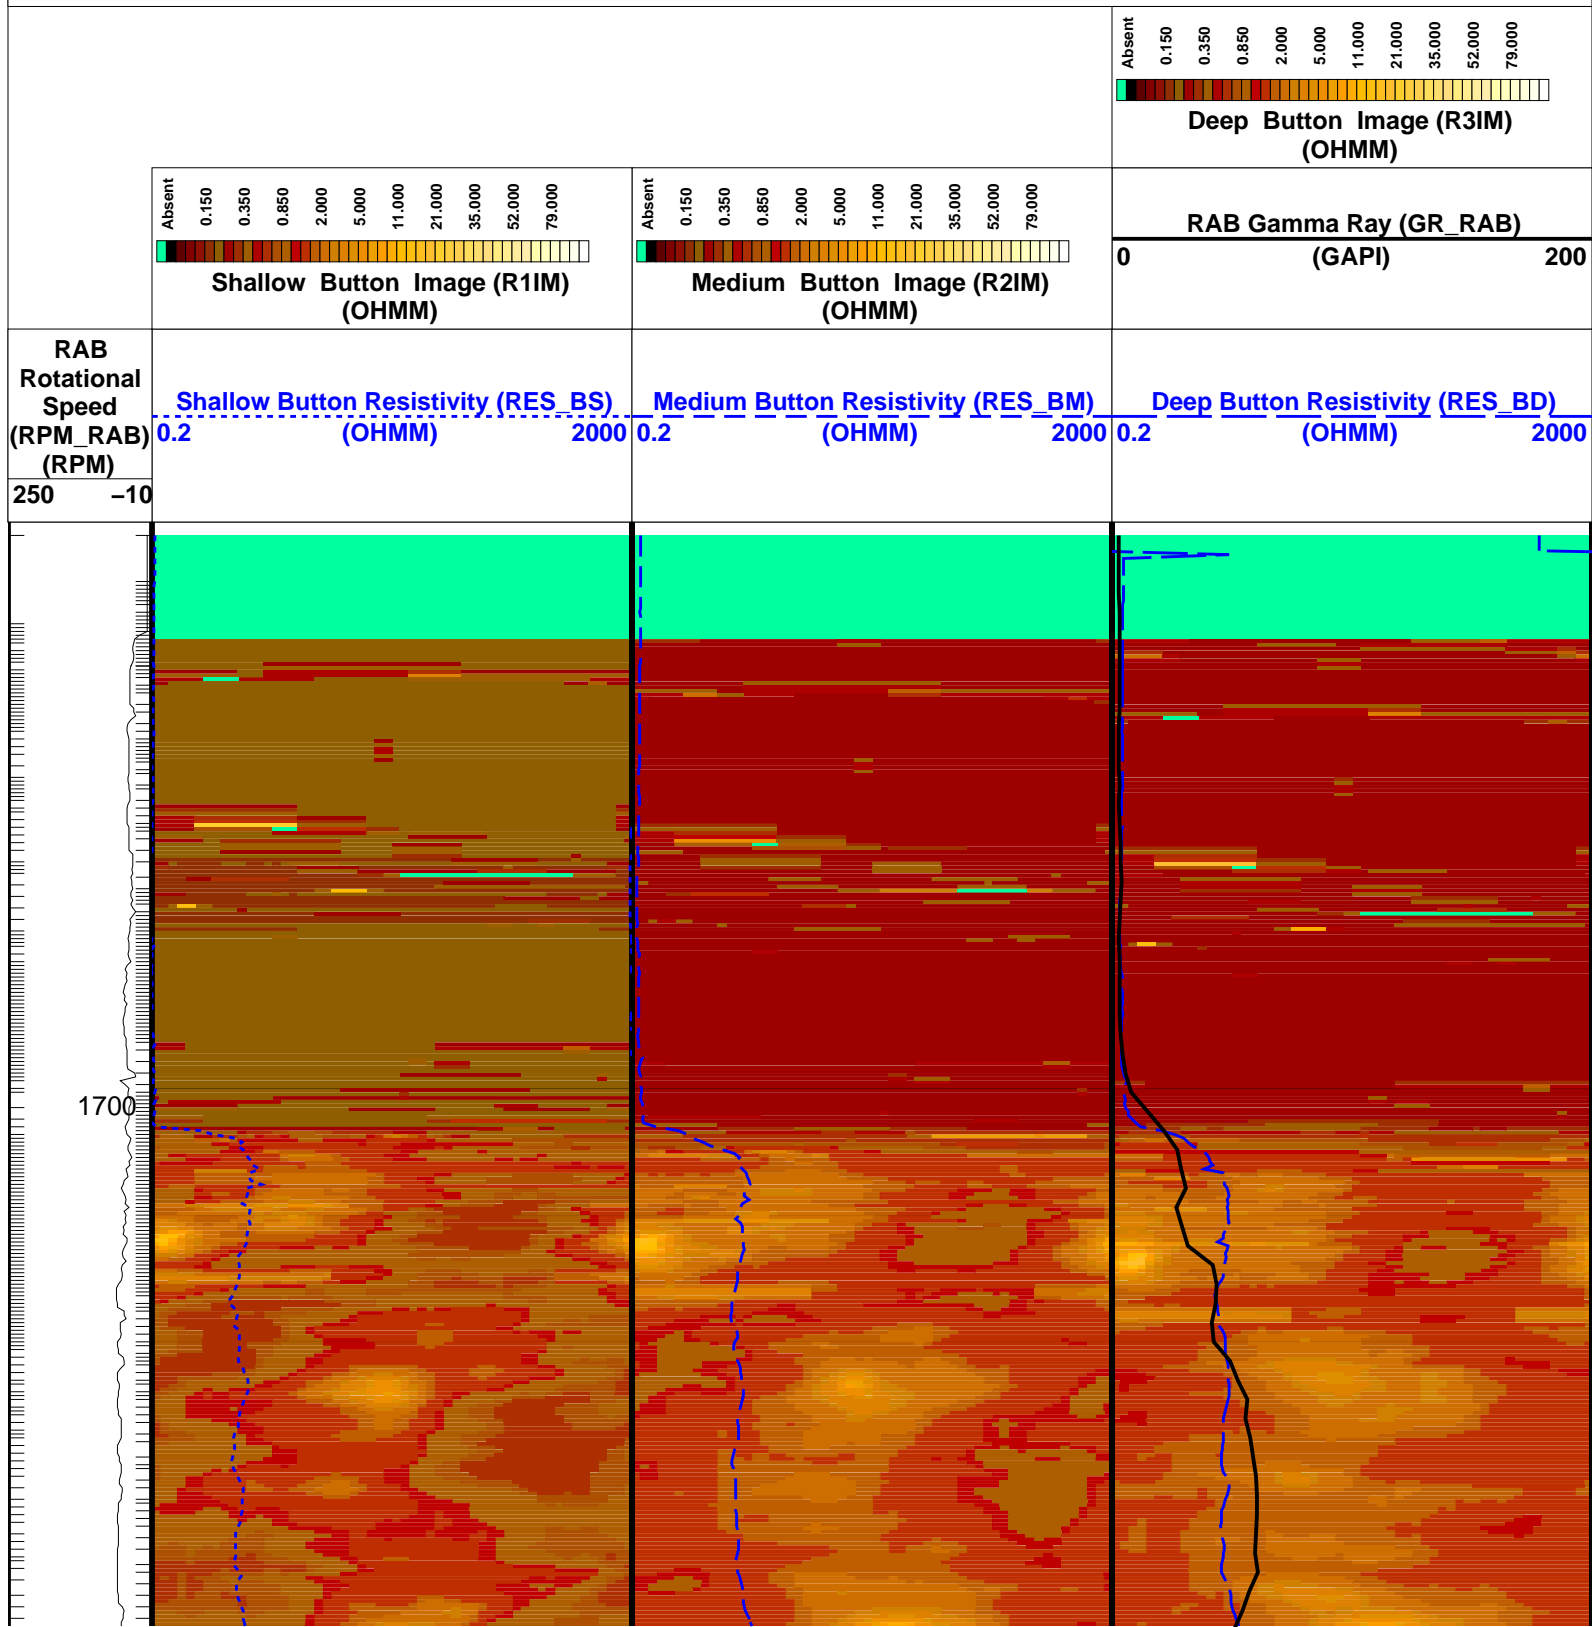 Absent 0.150 0.350 0.850 2.000 5.000 11.000 21.000 35.000 52.000 79.000
Deep Button Image (R3IM)
(OHMM)
Absent 0.150 0.350 0.850 2.000 5.000 11.000 21.000 35.000 52.000 79.000
Shallow Button Image (R1IM)
(OHMM)
Absent 0.150 0.350 0.850 2.000 5.000 11.000 21.000 35.000 52.000 79.000
Medium Button Image (R2IM)
(OHMM)
RAB Gamma Ray (GR_RAB)
0 (GAPI) 200
RAB
Rotational
Speed
(RPM_RAB)
(RPM)
250 −10
Shallow Button Resistivity (RES_BS)
0.2 (OHMM) 2000
Medium Button Resistivity (RES_BM)
0.2 (OHMM) 2000
Deep Button Resistivity (RES_BD)
0.2 (OHMM) 2000
1700